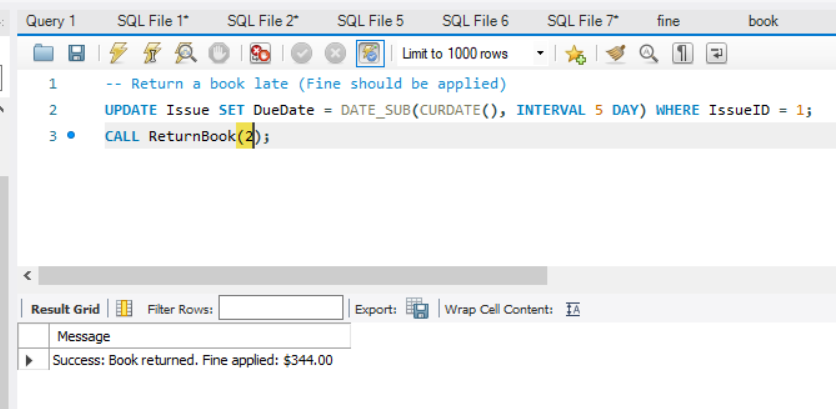 Query 1 SQL File 1* SQL File 2* SQL File 5 SQL File 6 SQL File 7* fine book
Limit to 1000 rows
1 -- Return a book late (Fine should be applied)
2 UPDATE Issue SET DueDate = DATE_SUB(CURDATE(), INTERVAL 5 DAY) WHERE IssueID = 1;
3 CALL ReturnBook(2);
Result Grid Filter Rows: Export: Wrap Cell Content:
Message
Success: Book returned. Fine applied: $344.00